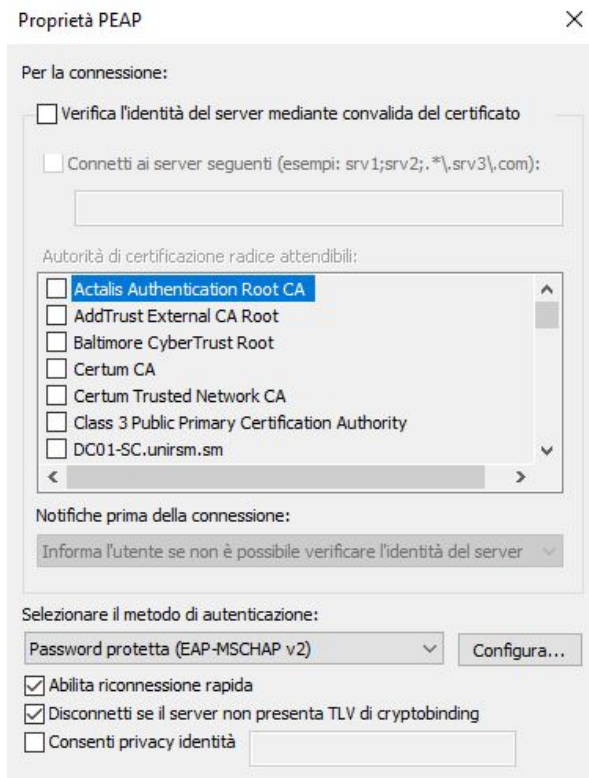 Proprietà PEAP
Per la connessione:
Verifica l'identità del server mediante convalida del certificato
Connetti ai server seguenti (esempi: srv1;srv2;.*\.srv3\.com):
Autorità di certificazione radice attendibili:
Actalis Authentication Root CA
AddTrust External CA Root
Baltimore CyberTrust Root
Certum CA
Certum Trusted Network CA
Class 3 Public Primary Certification Authority
DC01-SC.unirsm.sm
Notifiche prima della connessione:
Informa l'utente se non è possibile verificare l'identità del server
Selezionare il metodo di autenticazione:
Password protetta (EAP-MSCHAP v2) Configura...
Abilita riconnessione rapida
Disconnetti se il server non presenta TLV di cryptobinding
Consenti privacy identità